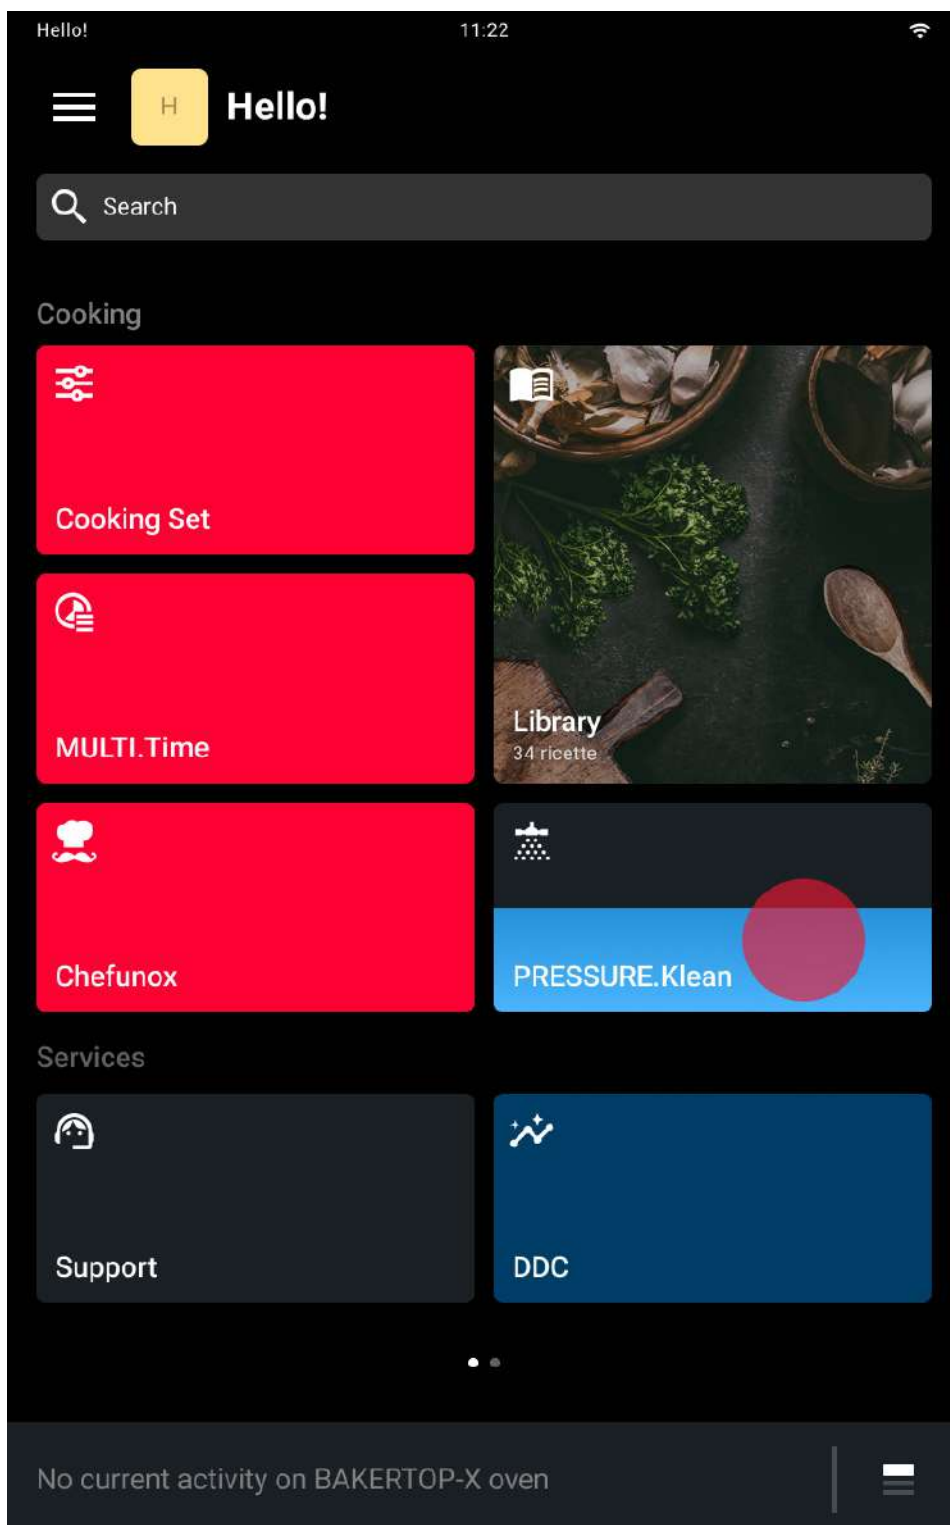 Hello!
11:22
H
Hello!
Search
Cooking
Cooking Set
MULTI.Time
Library
34 ricette
Chefunox
PRESSURE.Klean
Services
Support
DDC
No current activity on BAKERTOP-X oven